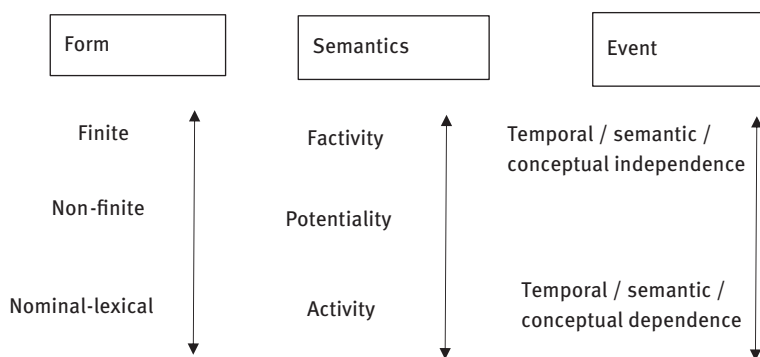 Form
Semantics
Event
Finite
Factivity
Temporal / semantic /
conceptual independence
Non-finite
Potentiality
Nominal-lexical
Activity
Temporal / semantic /
conceptual dependence